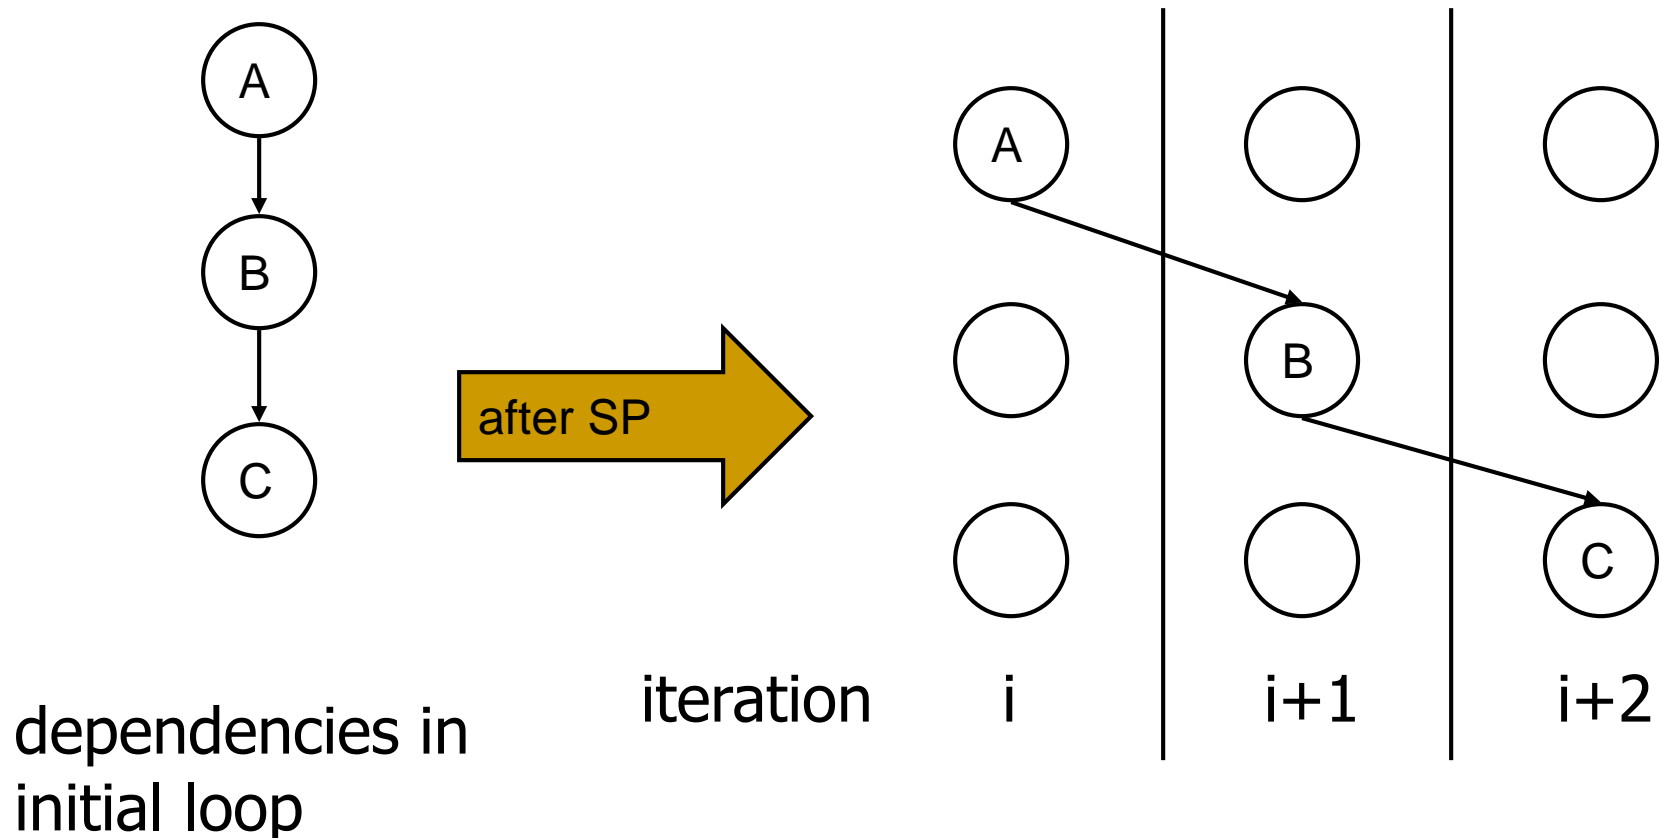 A
B
C
after SP
A
B
C
iteration i i+1 i+2
dependencies in
initial loop